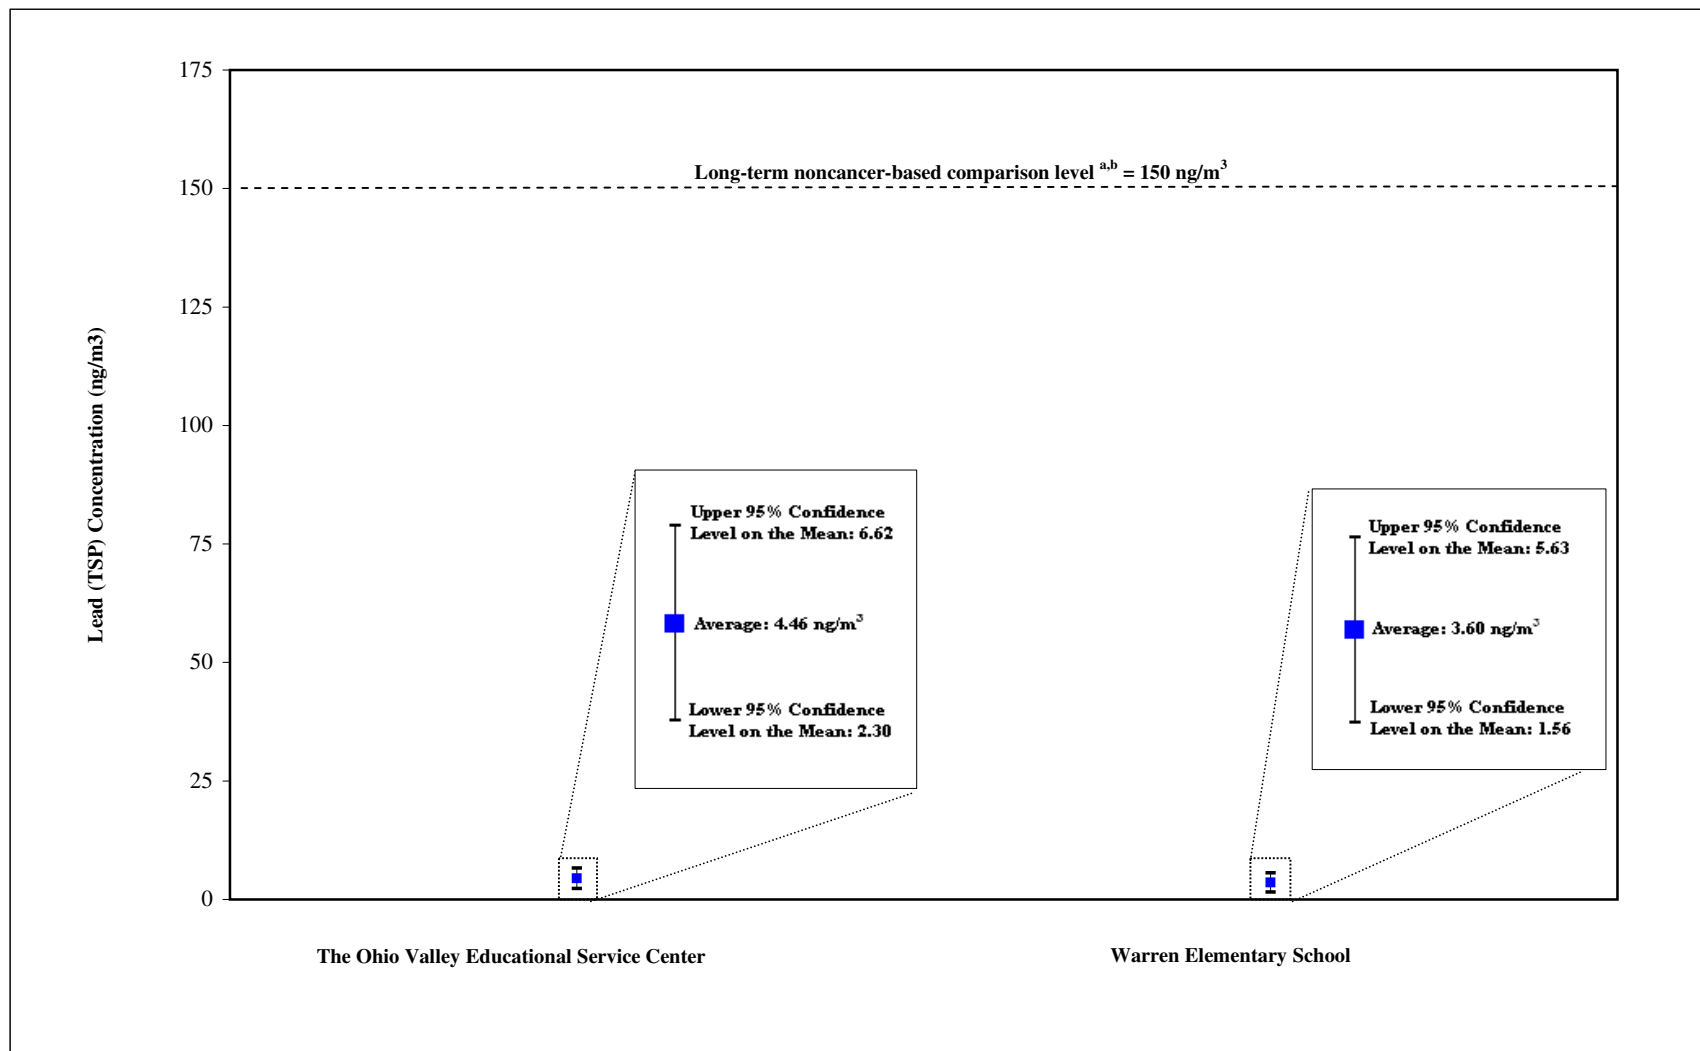 175
Long-term noncancer-based comparison level a,b = 150 ng/m3
150
125
Lead (TSP) Concentration (ng/m3)
100
75
50
25
0
Upper 95% Confidence
Level on the Mean: 6.62
Average: 4.46 ng/m3
Lower 95% Confidence
Level on the Mean: 2.30
Upper 95% Confidence
Level on the Mean: 5.63
Average: 3.60 ng/m3
Lower 95% Confidence
Level on the Mean: 1.56
The Ohio Valley Educational Service Center
Warren Elementary School